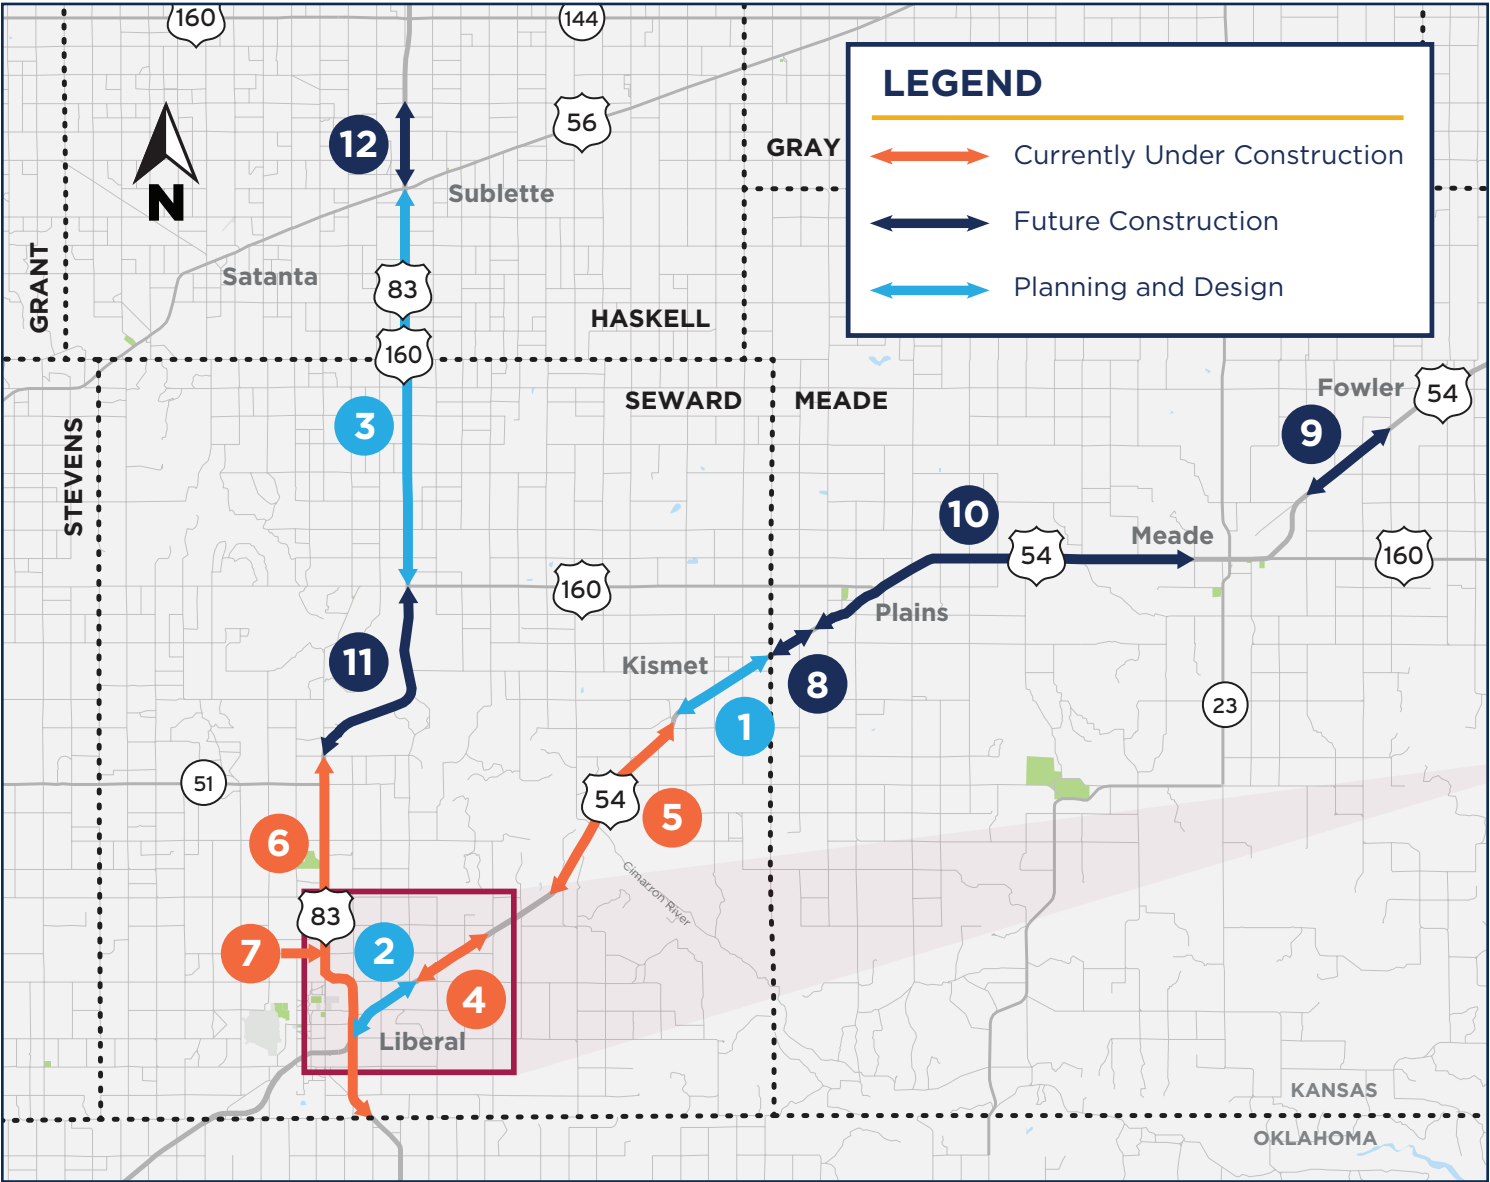 160
144
LEGEND
56
12
GRAY
Currently Under Construction
N
Sublette
Future Construction
GRANT
Satanta
83
Planning and Design
HASKELL
160
Fowler
54
SEWARD
MEADE
3
9
STEVENS
10
Meade
54
160
160
Plains
11
Kismet
8
23
1
51
54
5
6
Cimarron River
83
7
2
4
Liberal
KANSAS
OKLAHOMA